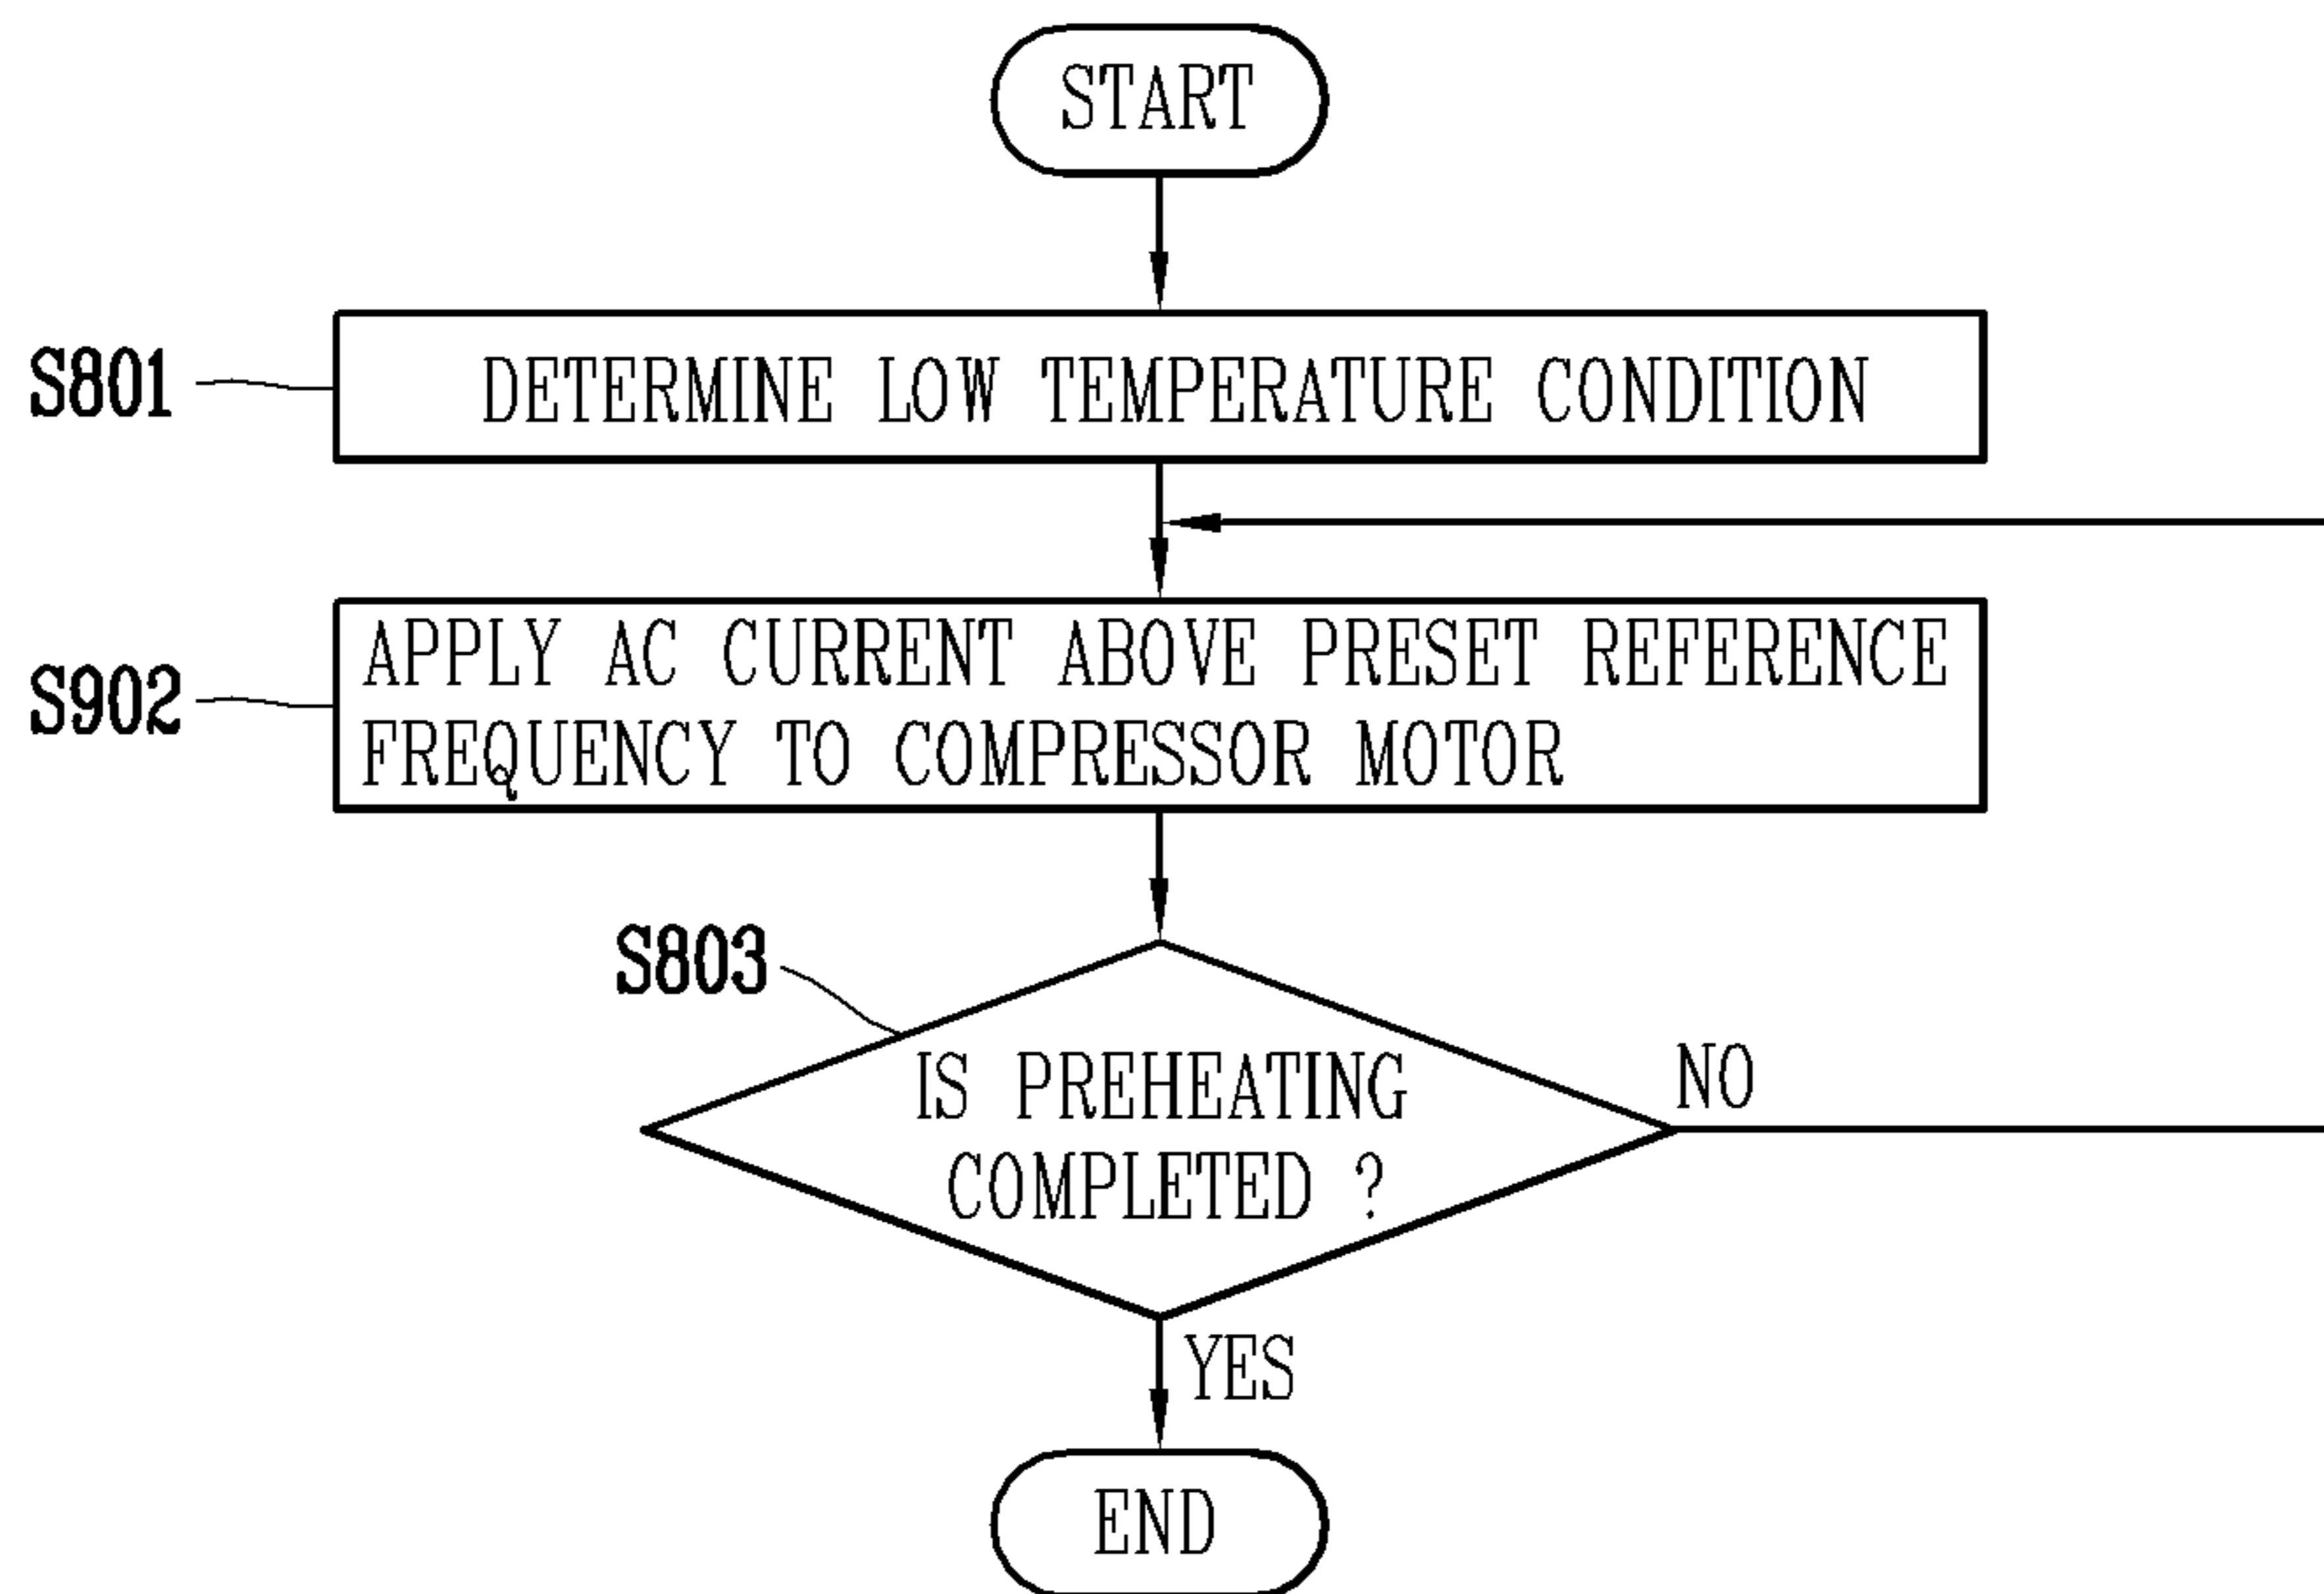 START
S801
DETERMINE LOW TEMPERATURE CONDITION
S902
APPLY AC CURRENT ABOVE PRESET REFERENCE
FREQUENCY TO COMPRESSOR MOTOR
S803
IS PREHEATING
COMPLETED ?
NO
YES
END